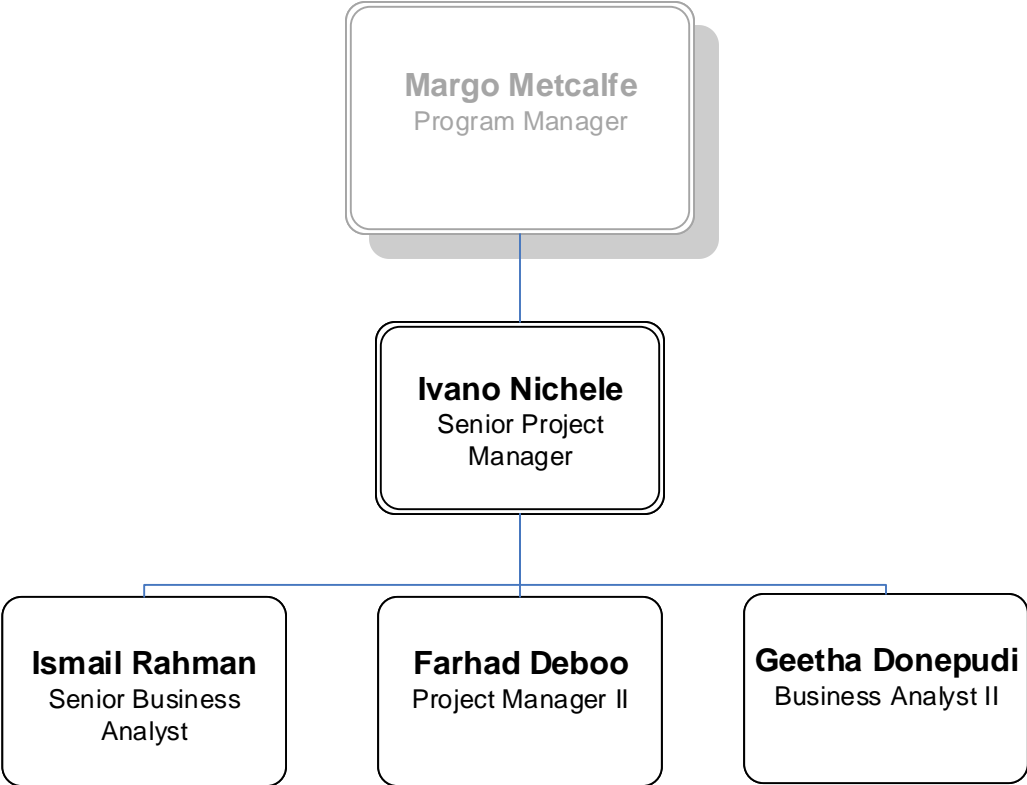 Margo Metcalfe
Program Manager
Ivano Nichele
Senior Project
Manager
Ismail Rahman
Senior Business
Analyst
Farhad Deboo
Project Manager II
Geetha Donepudi
Business Analyst II